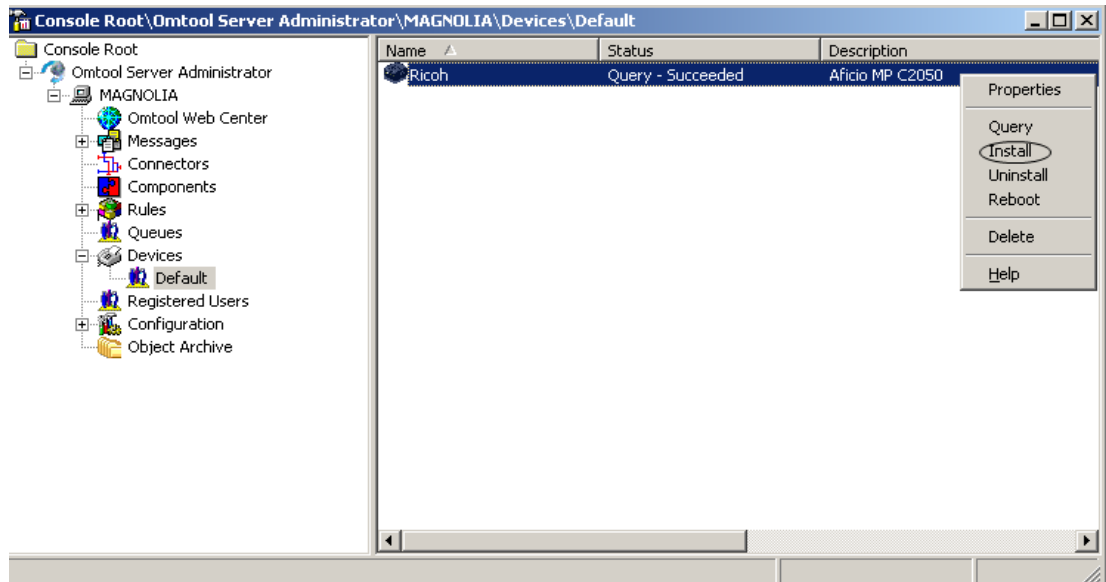 Console Root\Omtool Server Administrator\MAGNOLIA\Devices\Default
Console Root
Omtool Server Administrator
MAGNOLIA
Omtool Web Center
Messages
Connectors
Components
Rules
Queues
Devices
Default
Registered Users
Configuration
Object Archive
Name Status Description
Ricoh Query - Succeeded Aficio MP C2050
Properties
Query
Install
Uninstall
Reboot
Delete
Help